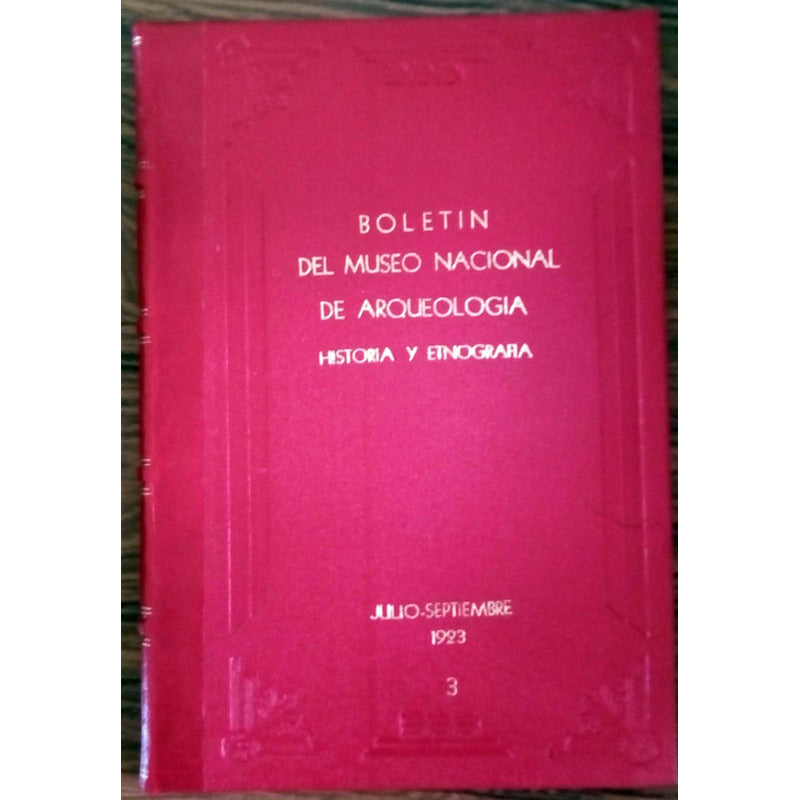 BOLETIN
DEL MUSEO NACIONAL
DE ARQUEOLOGIA
HISTORIA Y ETNOGRAFIA
JULIO-SEPTIEMBRE
1923
3